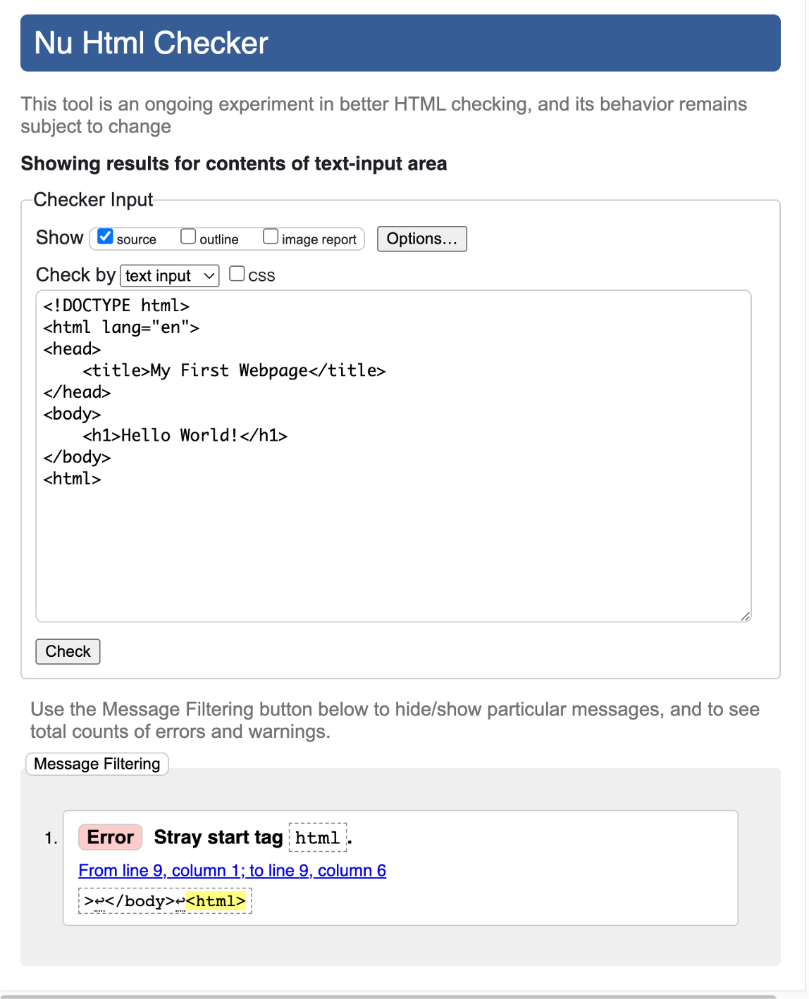 Nu Html Checker
This tool is an ongoing experiment in better HTML checking, and its behavior remains
subject to change
Showing results for contents of text-input area
Checker Input
Show source outline image report Options...
Check by text input CSS
<!DOCTYPE html>
<html lang="en">
<head>
    <title>My First Webpage</title>
</head>
<body>
    <h1>Hello World!</h1>
</body>
<html>
Check
Use the Message Filtering button below to hide/show particular messages, and to see
total counts of errors and warnings.
Message Filtering
1. Error Stray start tag html.
From line 9, column 1; to line 9, column 6
>↩</body>↩<html>